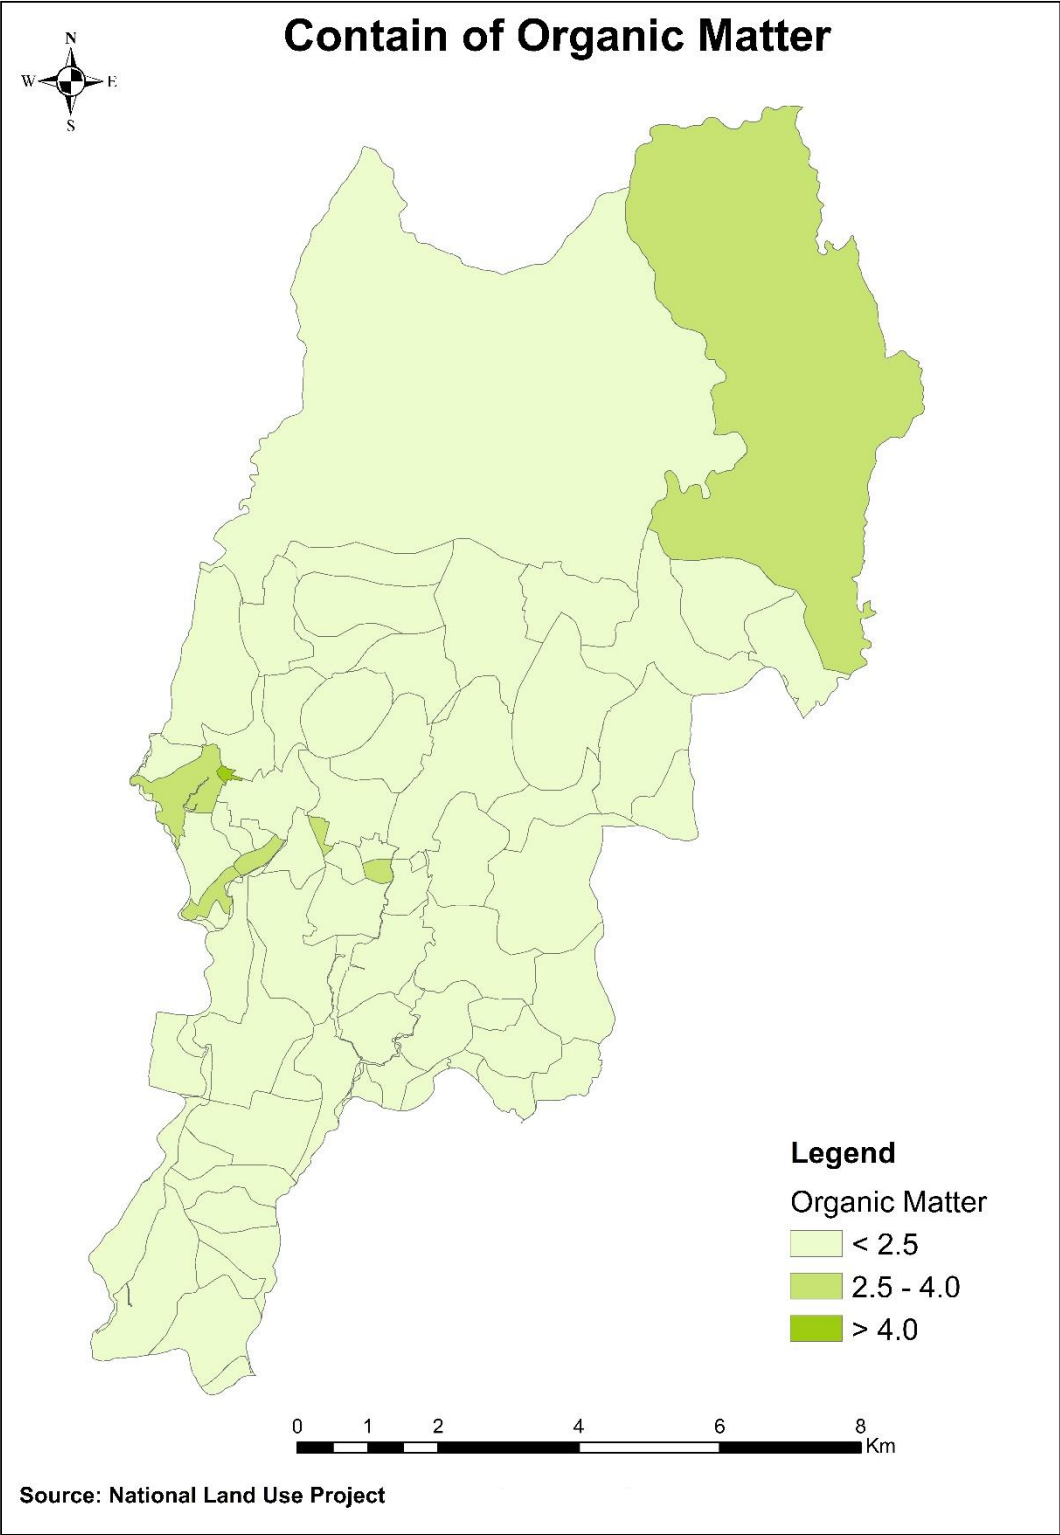 Contain of Organic Matter
N
W E
S
Legend
Organic Matter
< 2.5
2.5 - 4.0
> 4.0
0 1 2 4 6 8
Km
Source: National Land Use Project